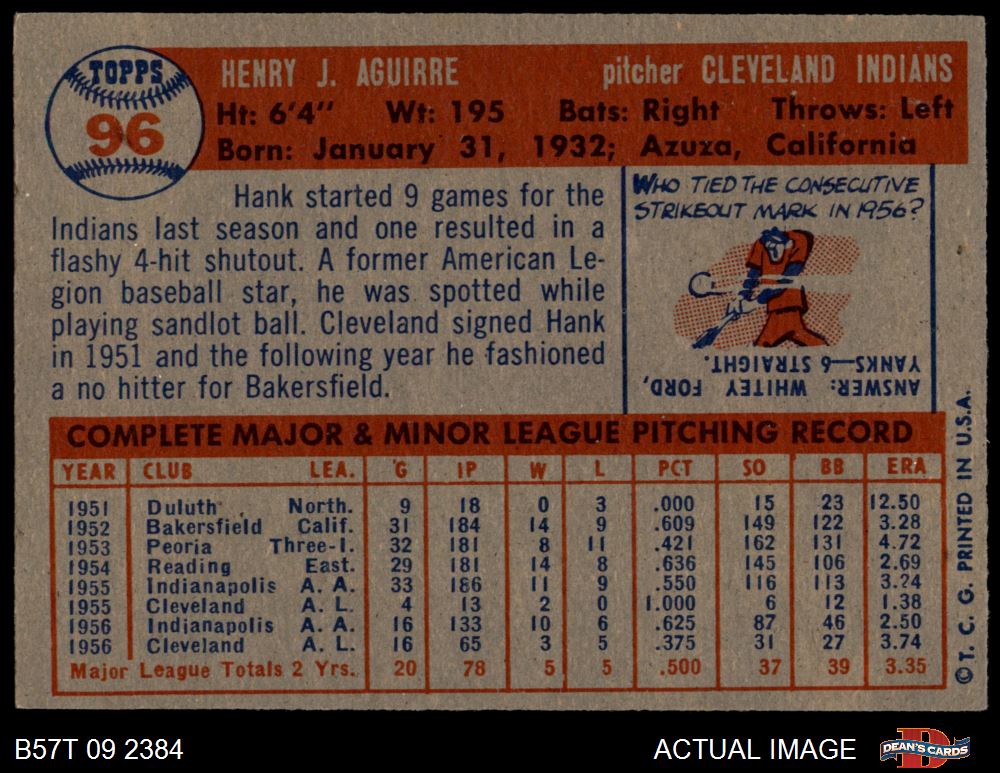 TOPPS
96
HENRY J. AGUIRRE pitcher CLEVELAND INDIANS
Ht: 6'4" Wt: 195 Bats: Right Throws: Left
Born: January 31, 1932; Azuza, California
Hank started 9 games for the
Indians last season and one resulted in a
flashy 4-hit shutout. A former American Le-
gion baseball star, he was spotted while
playing sandlot ball. Cleveland signed Hank
in 1951 and the following year he fashioned
a no hitter for Bakersfield.
WHO TIED THE CONSECUTIVE
STRIKEOUT MARK IN 1956?
ANSWER: WHITEY FORD,
YANKS—6 STRAIGHT.
COMPLETE MAJOR & MINOR LEAGUE PITCHING RECORD
YEAR CLUB LEA. G IP W L PCT SO BB ERA
1951 Duluth North. 9 18 0 3 .000 15 23 12.50
1952 Bakersfield Calif. 31 184 14 9 .609 149 122 3.28
1953 Peoria Three-I. 32 181 8 11 .421 162 131 4.72
1954 Reading East. 29 181 14 8 .636 145 106 2.69
1955 Indianapolis A. A. 33 186 11 9 .550 116 113 3.24
1955 Cleveland A. L. 4 13 2 0 1.000 6 12 1.38
1956 Indianapolis A. A. 16 133 10 6 .625 87 46 2.50
1956 Cleveland A. L. 16 65 3 5 .375 31 27 3.74
Major League Totals 2 Yrs. 20 78 5 5 .500 37 39 3.35
©T. C. G. PRINTED IN U.S.A.
B57T 09 2384 ACTUAL IMAGE
DEAN'S CARDS